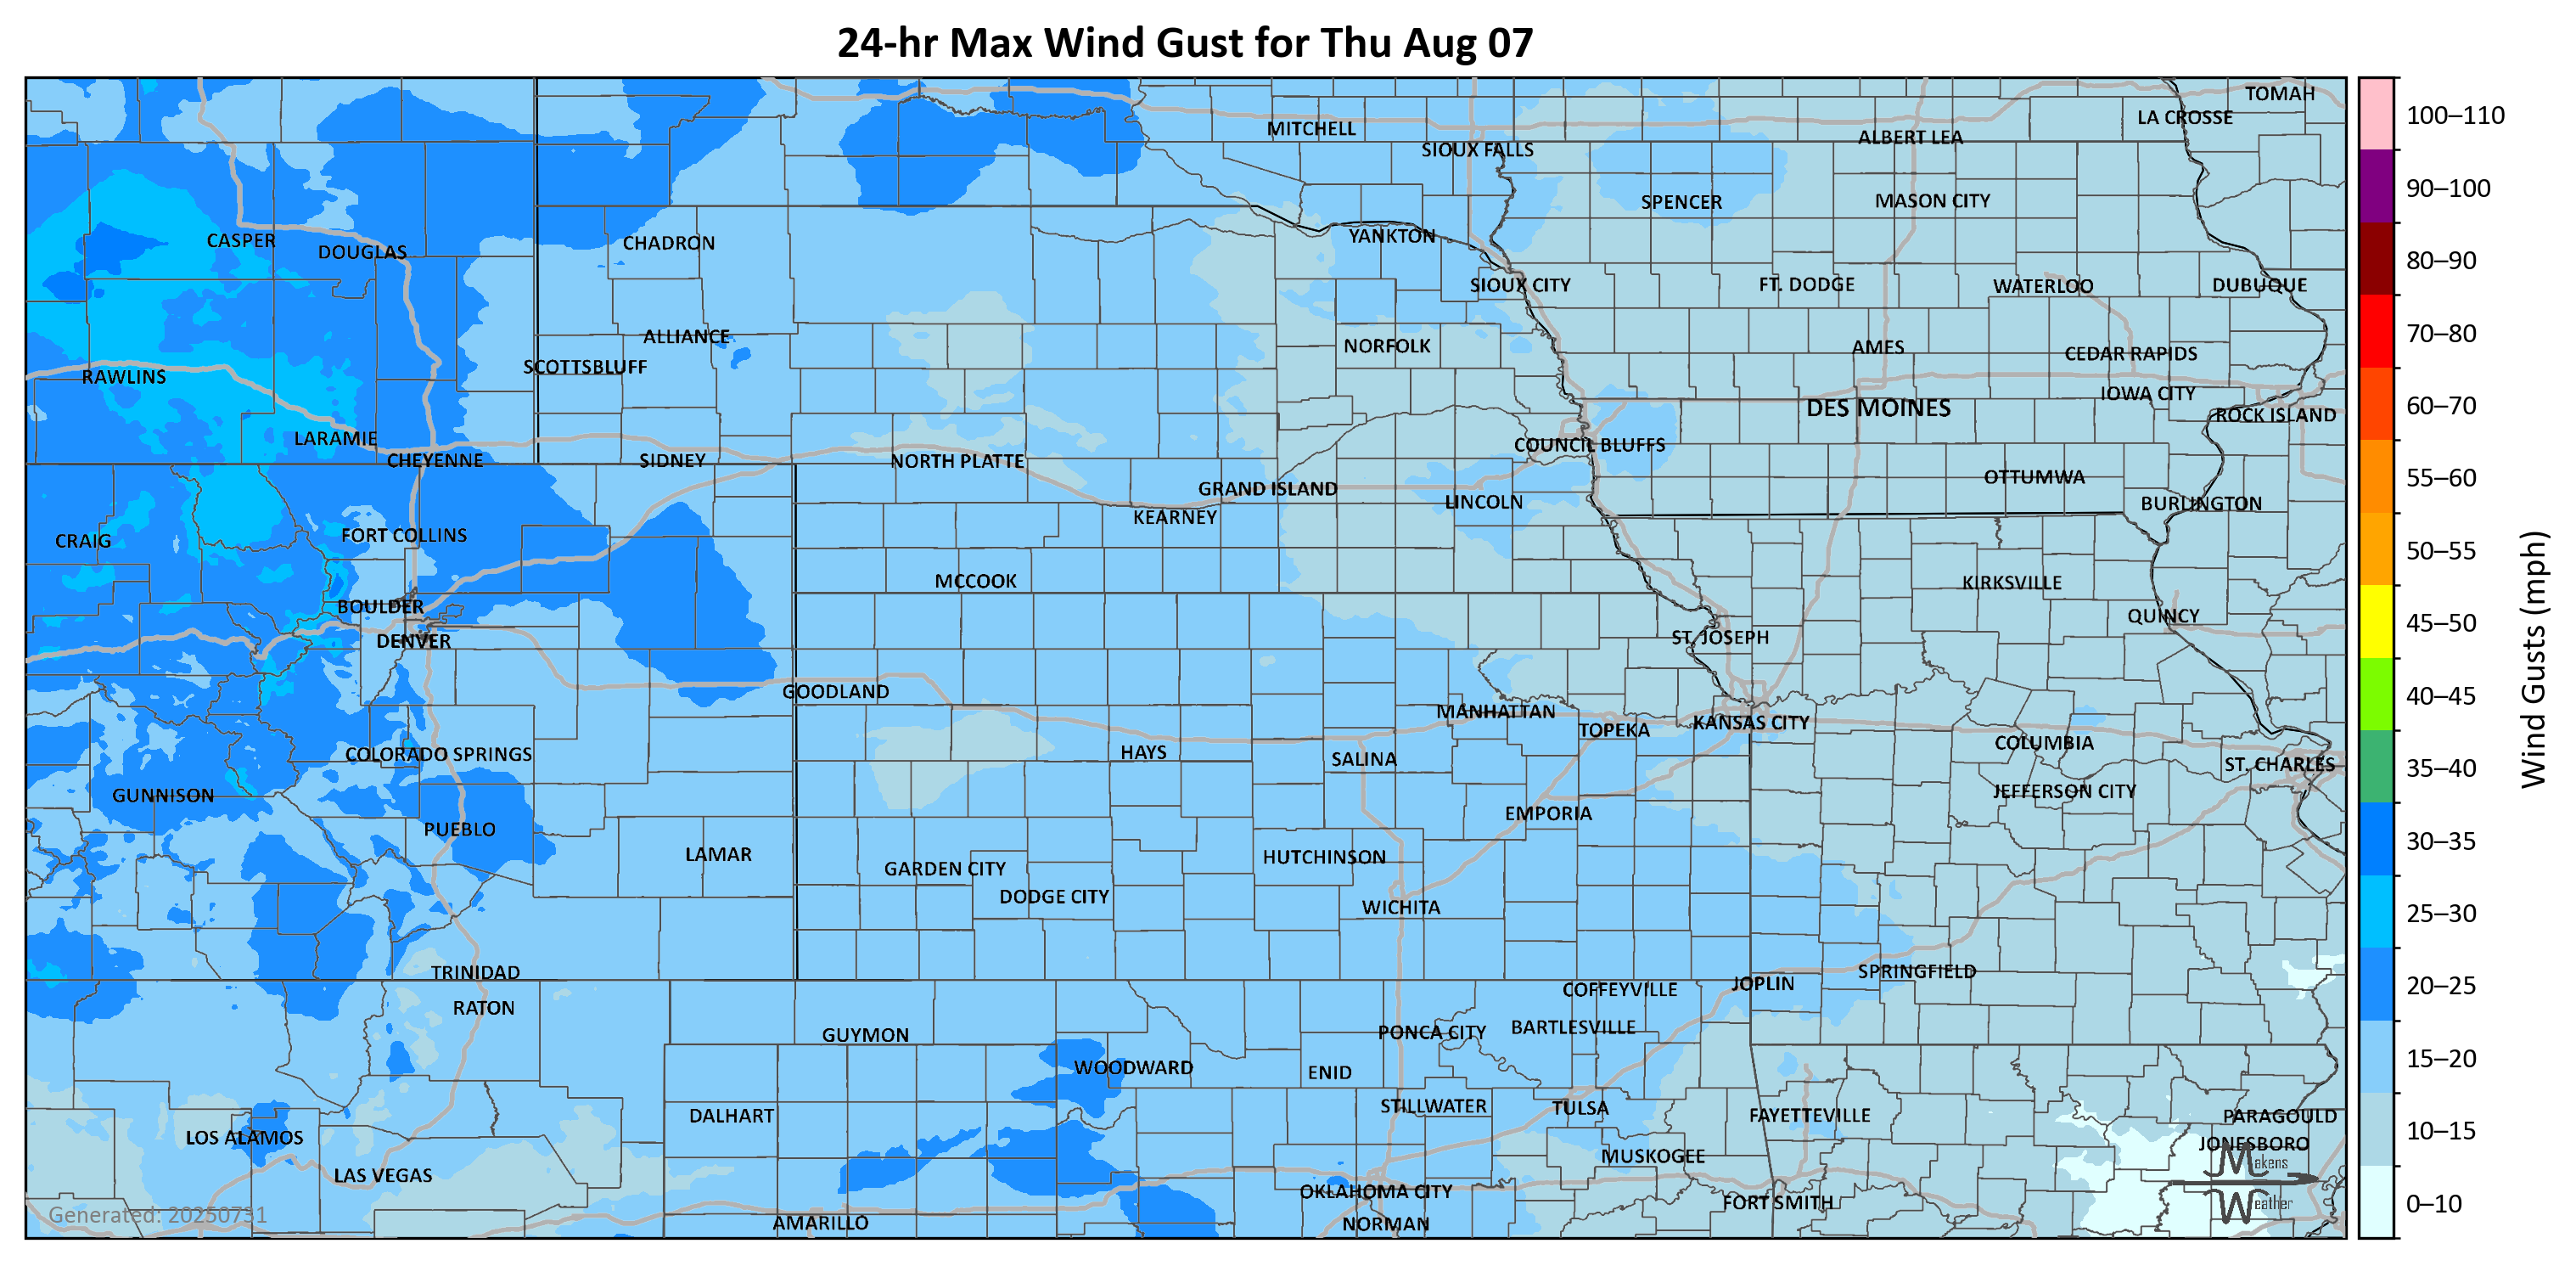 24-hr Max Wind Gust for Thu Aug 07
TOMAH
LA CROSSE
MITCHELL
ALBERT LEA
SIOUX FALLS
SPENCER
MASON CITY
CASPER
DOUGLAS
CHADRON
YANKTON
SIOUX CITY
FT. DODGE
WATERLOO
DUBUQUE
ALLIANCE
NORFOLK
AMES
CEDAR RAPIDS
SCOTTSBLUFF
RAWLINS
IOWA CITY
DES MOINES
ROCK ISLAND
LARAMIE
COUNCIL BLUFFS
CHEYENNE
SIDNEY
NORTH PLATTE
OTTUMWA
GRAND ISLAND
LINCOLN
BURLINGTON
KEARNEY
CRAIG
FORT COLLINS
MCCOOK
KIRKSVILLE
BOULDER
QUINCY
DENVER
ST. JOSEPH
GOODLAND
MANHATTAN
TOPEKA
KANSAS CITY
COLORADO SPRINGS
HAYS
SALINA
COLUMBIA
ST. CHARLES
GUNNISON
JEFFERSON CITY
EMPORIA
PUEBLO
LAMAR
HUTCHINSON
GARDEN CITY
DODGE CITY
WICHITA
TRINIDAD
SPRINGFIELD
JOPLIN
COFFEYVILLE
RATON
GUYMON
PONCA CITY
BARTLESVILLE
WOODWARD
ENID
DALHART
STILLWATER
TULSA
FAYETTEVILLE
PARAGOULD
LOS ALAMOS
JONESBORO
LAS VEGAS
MUSKOGEE
OKLAHOMA CITY
FORT SMITH
AMARILLO
NORMAN
Generated: 20250731
Makens
Weather
100–110
90–100
80–90
70–80
60–70
55–60
50–55
45–50
40–45
35–40
30–35
25–30
20–25
15–20
10–15
0–10
Wind Gusts (mph)